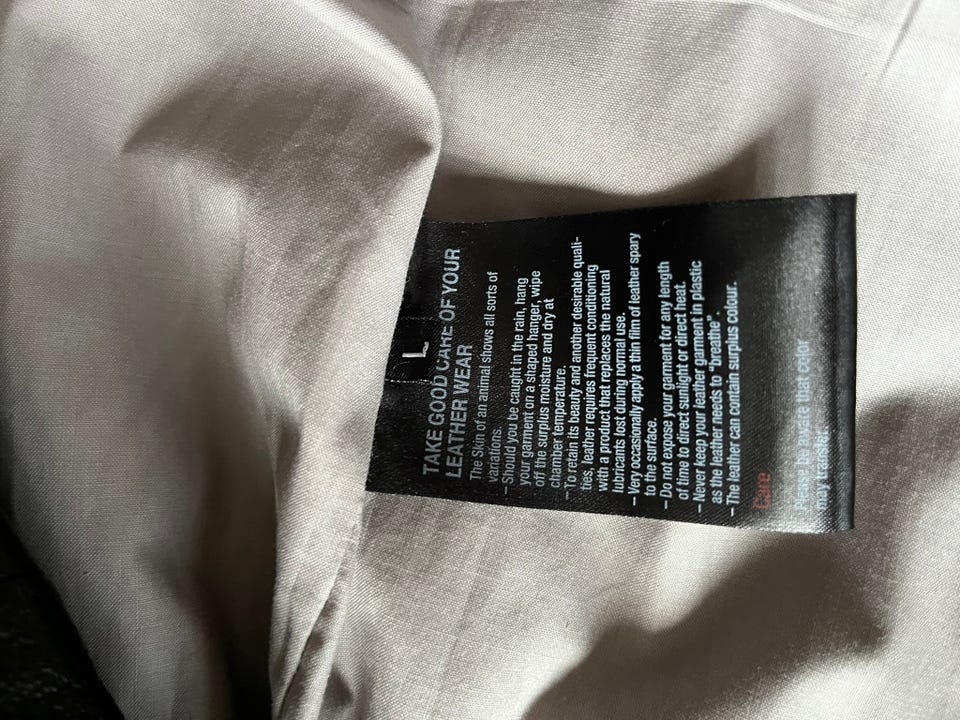 L
TAKE GOOD CARE OF YOUR
LEATHER WEAR
The Skin of an animal shows all sorts of
variations.
– Should you be caught in the rain, hang
your garment on a shaped hanger, wipe
off the surplus moisture and dry at
chamber temperature.
– To retain its beauty and another desirable quali-
ties, leather requires frequent conditioning
with a product that replaces the natural
lubricants lost during normal use.
– Very occasionally apply a thin film of leather spary
to the surface.
– Do not expose your garment for any length
of time to direct sunlight or direct heat.
– Never keep your leather garment in plastic
as the leather needs to "breathe".
– The leather can contain surplus colour.
Care
Please be aware that color
may transfer.